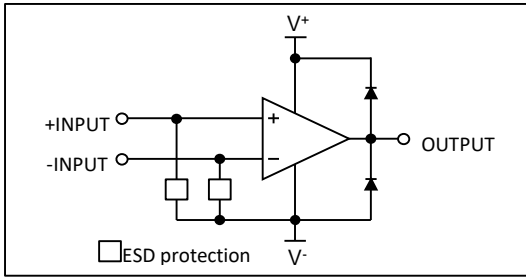 V+
+INPUT
+
-INPUT
−
OUTPUT
ESD protection
V-